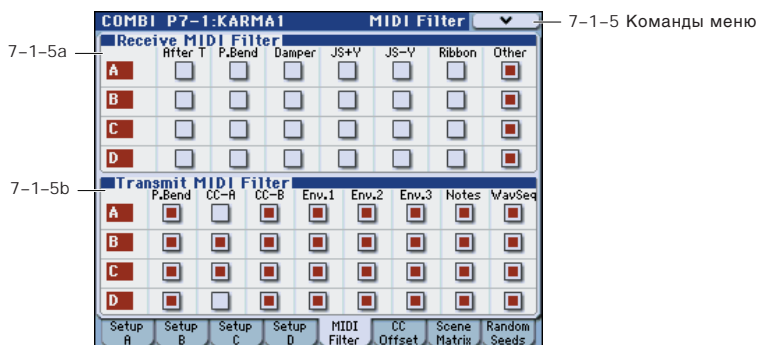 COMBI P7-1:KARMA1 MIDI Filter
7-1-5 Команды меню
7-1-5a
Receive MIDI Filter
After T P.Bend Damper JS+Y JS-Y Ribbon Other
A
B
C
D
7-1-5b
Transmit MIDI Filter
P.Bend CC-A CC-B Env.1 Env.2 Env.3 Notes WavSeq
A
B
C
D
Setup A Setup B Setup C Setup D MIDI Filter CC Offset Scene Matrix Random Seeds